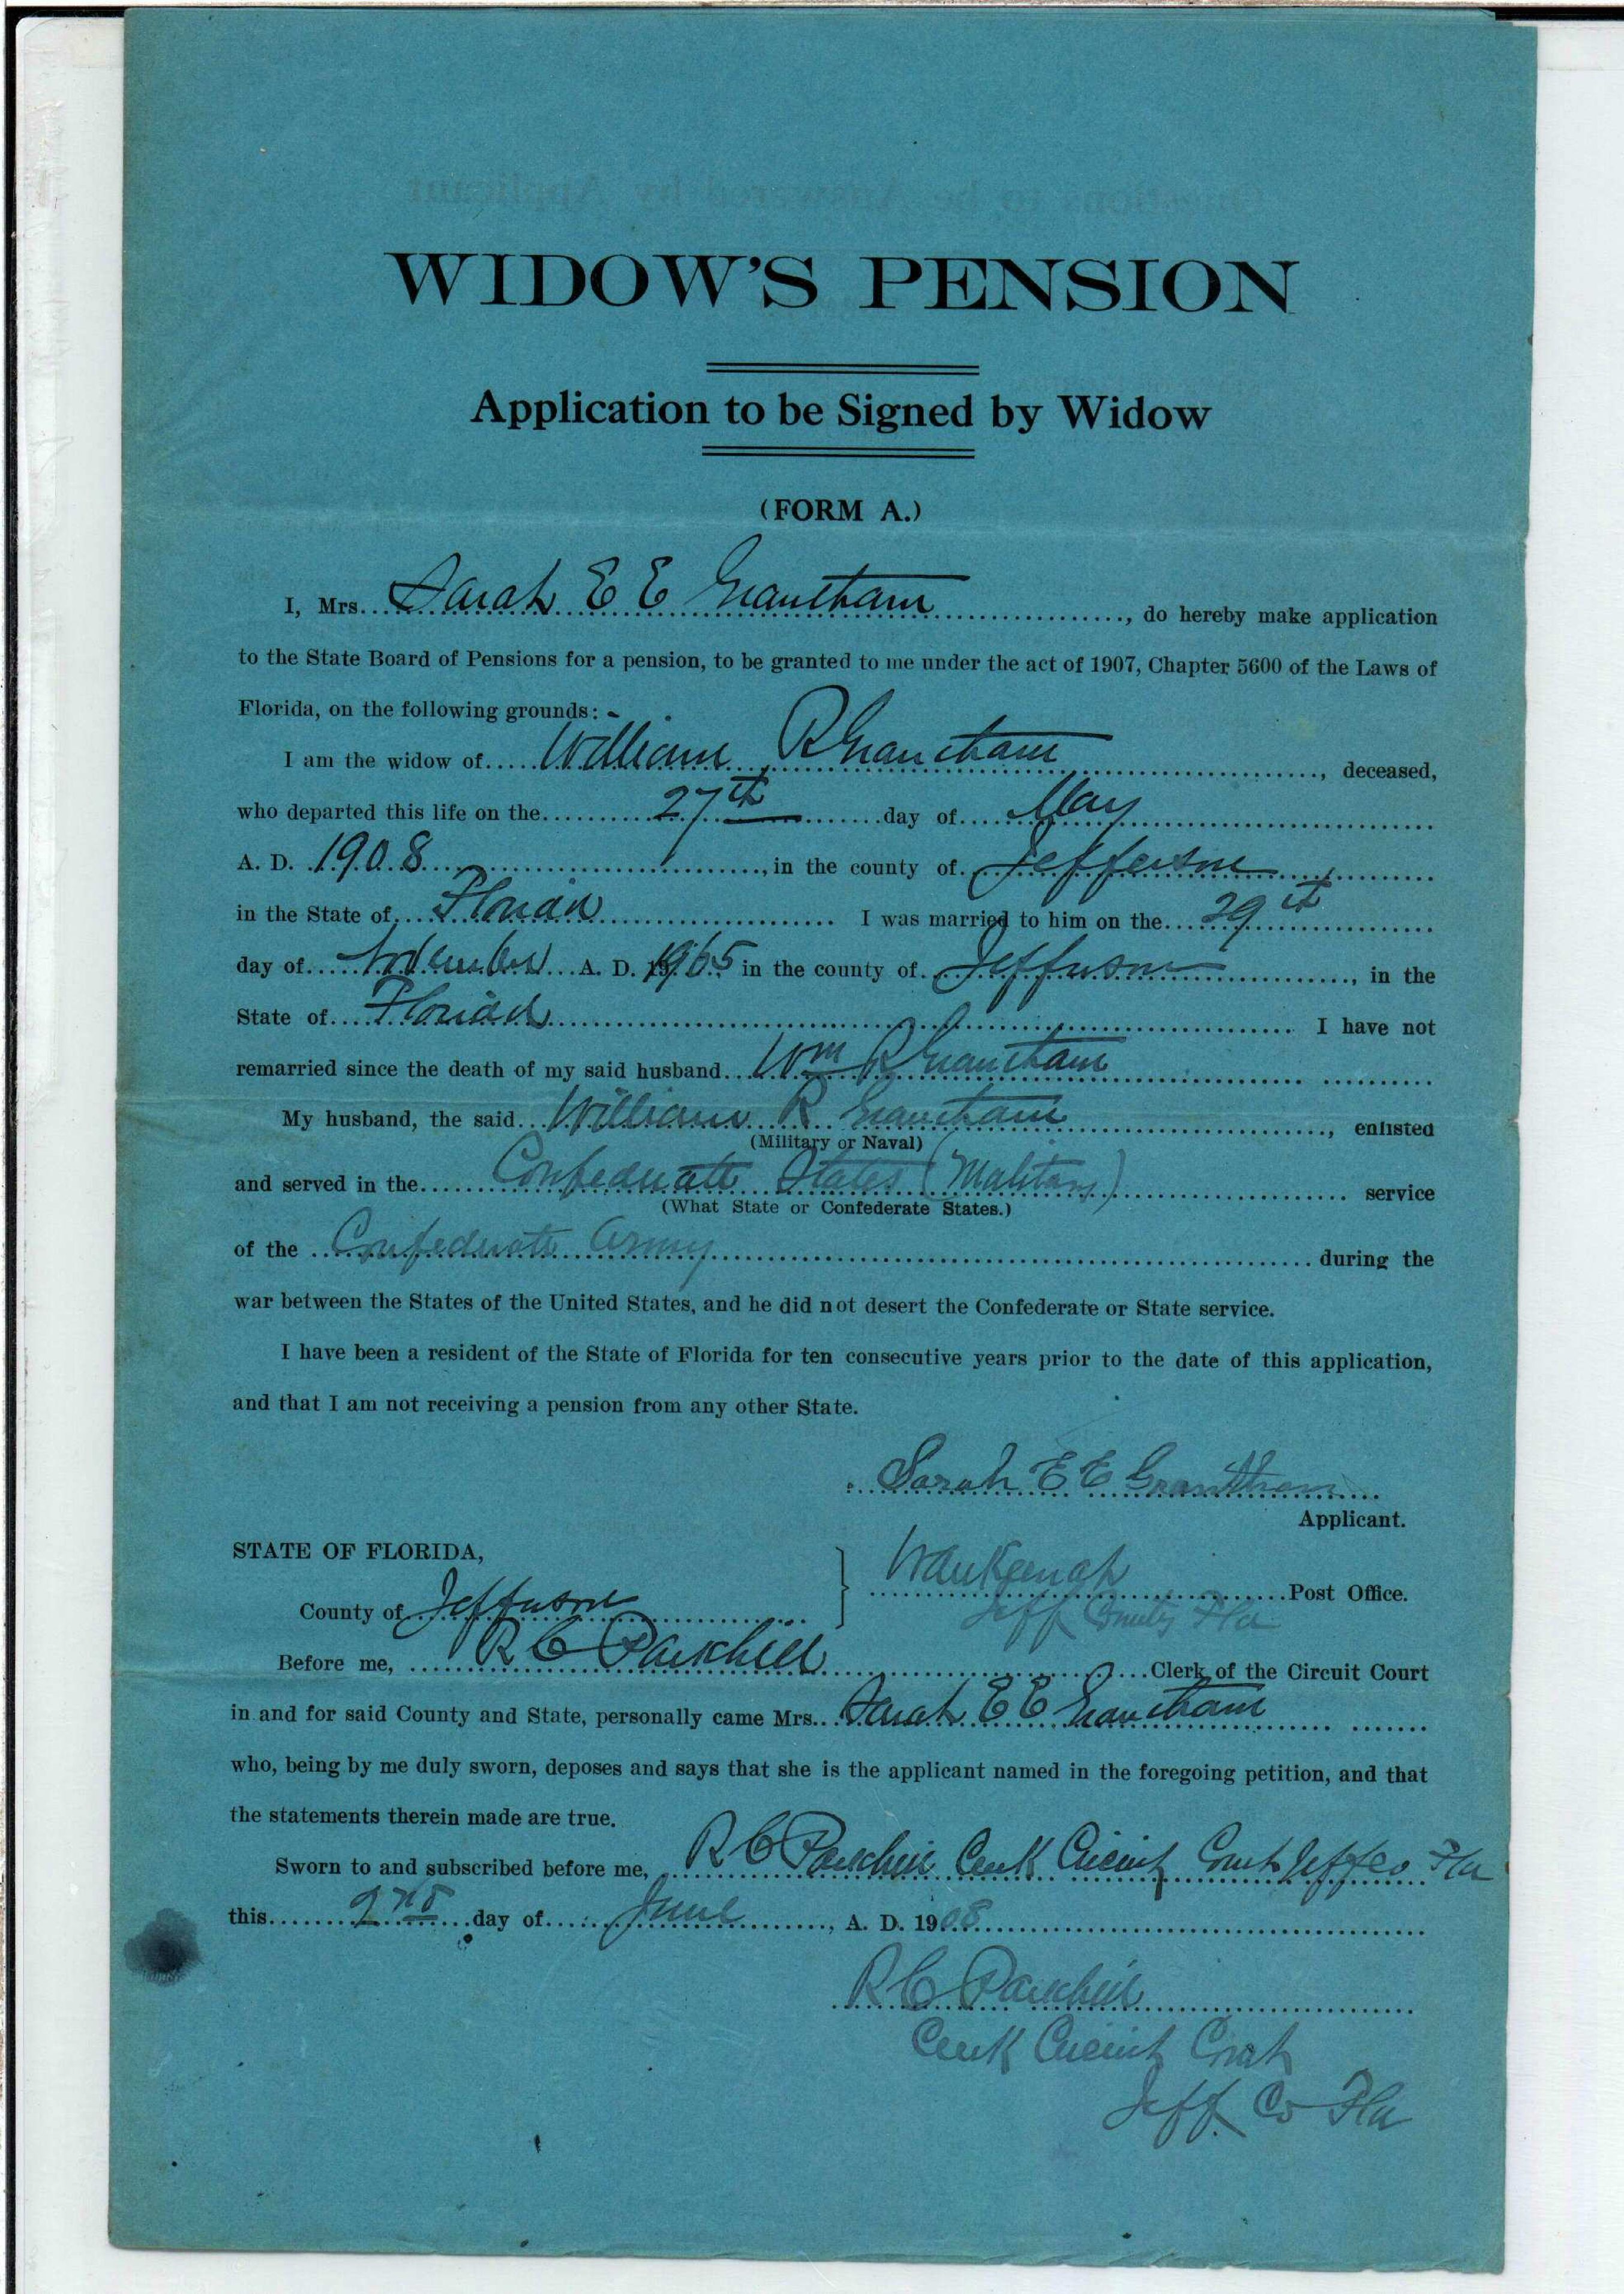 WIDOW'S PENSION
Application to be Signed by Widow
(FORM A.)
I, Mrs. Sarah E E Grantham, do hereby make application
to the State Board of Pensions for a pension, to be granted to me under the act of 1907, Chapter 5600 of the Laws of
Florida, on the following grounds:
I am the widow of William R Grantham, deceased,
who departed this life on the 27th day of May
A. D. 1908, in the county of Jefferson
in the State of Florida I was married to him on the 29th
day of November A. D. in the county of Jefferson, in the
State of Florida I have not
remarried since the death of my said husband Wm R Grantham
My husband, the said William R Grantham, enlisted
(Military or Naval)
and served in the Confederate States (Malitary) service
(What State or Confederate States.)
of the Confederate Army during the
war between the States of the United States, and he did not desert the Confederate or State service.
I have been a resident of the State of Florida for ten consecutive years prior to the date of this application,
and that I am not receiving a pension from any other State.
Sarah E E Grantham
Applicant.
STATE OF FLORIDA,
Waukeenah Post Office.
County of Jefferson
Jeff County Fla
Before me, R C Parkhill Clerk of the Circuit Court
in and for said County and State, personally came Mrs. Sarah E E Grantham
who, being by me duly sworn, deposes and says that she is the applicant named in the foregoing petition, and that
the statements therein made are true.
Sworn to and subscribed before me, R C Parkhill Clerk Circuit Court Jeff Co Fla
this 2nd day of June, A. D. 1908
R C Parkhill
Clerk Circuit Court
Jeff. Co Fla